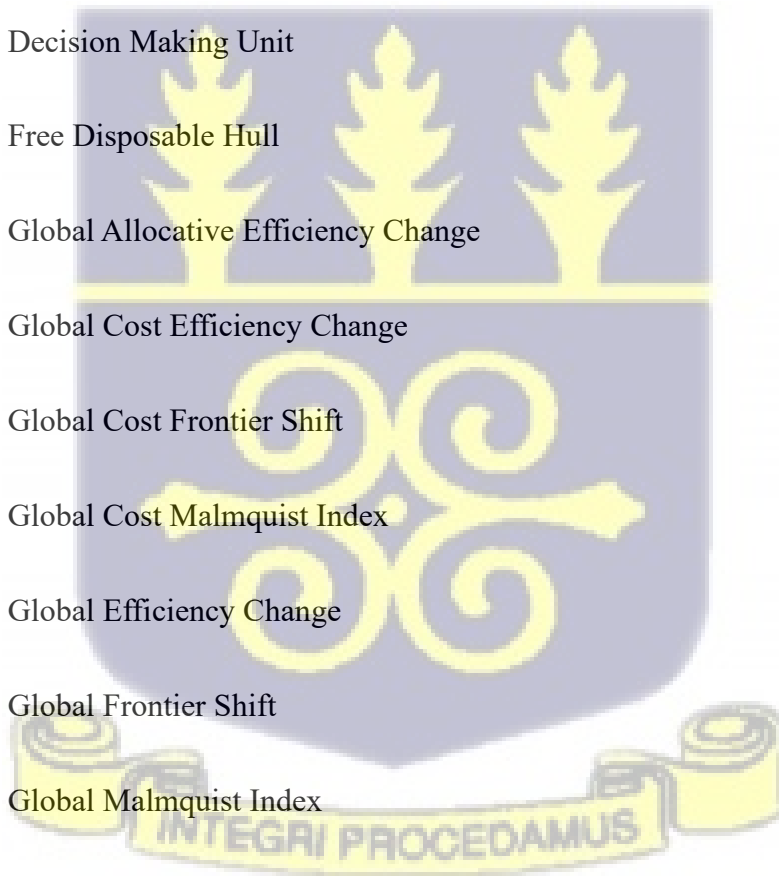 Decision Making Unit
Free Disposable Hull
Global Allocative Efficiency Change
Global Cost Efficiency Change
Global Cost Frontier Shift
Global Cost Malmquist Index
Global Efficiency Change
Global Frontier Shift
Global Malmquist Index
INTEGRI PROCEDAMUS